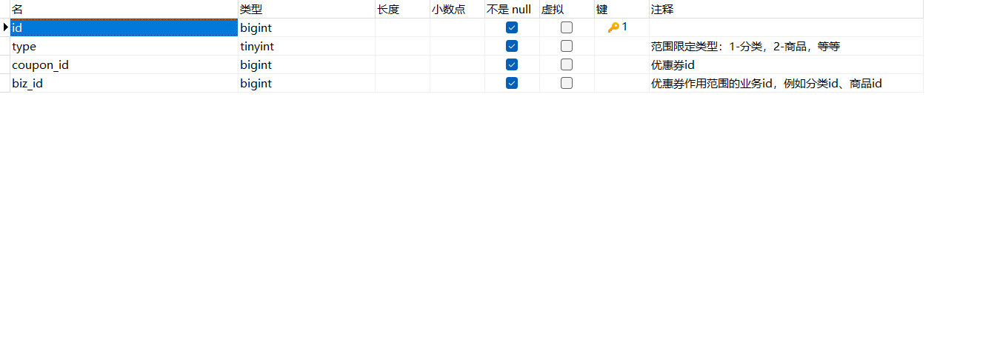 名 类型 长度 小数点 不是 null 虚拟 键 注释
id bigint 1
type tinyint 范围限定类型：1-分类，2-商品，等等
coupon_id bigint 优惠券id
biz_id bigint 优惠券作用范围的业务id，例如分类id、商品id